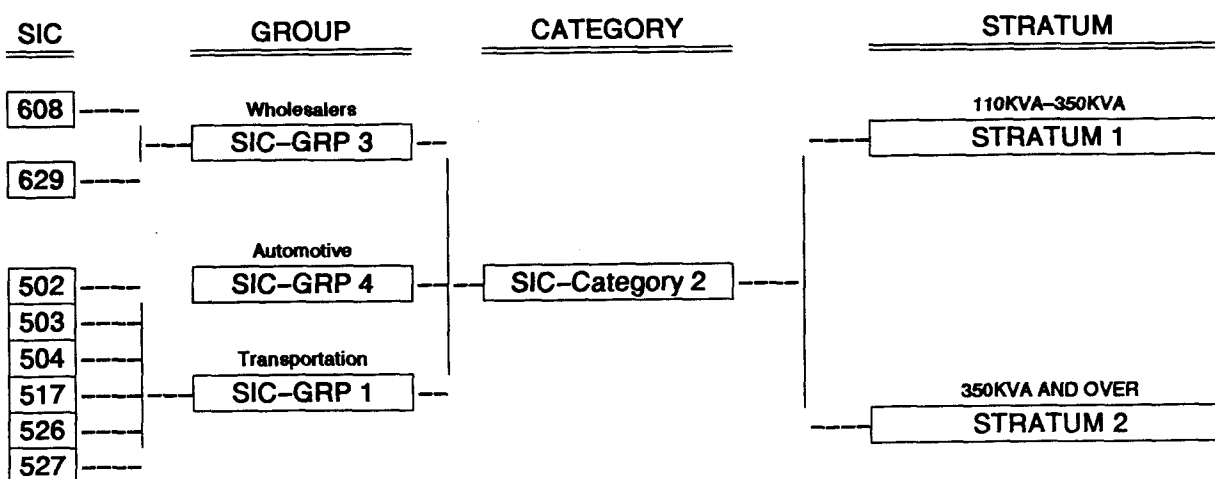 SIC GROUP CATEGORY STRATUM
608
629
Wholesalers
SIC–GRP 3
502
503
504
517
526
527
Automotive
SIC–GRP 4
Transportation
SIC–GRP 1
SIC–Category 2
110KVA–350KVA
STRATUM 1
350KVA AND OVER
STRATUM 2